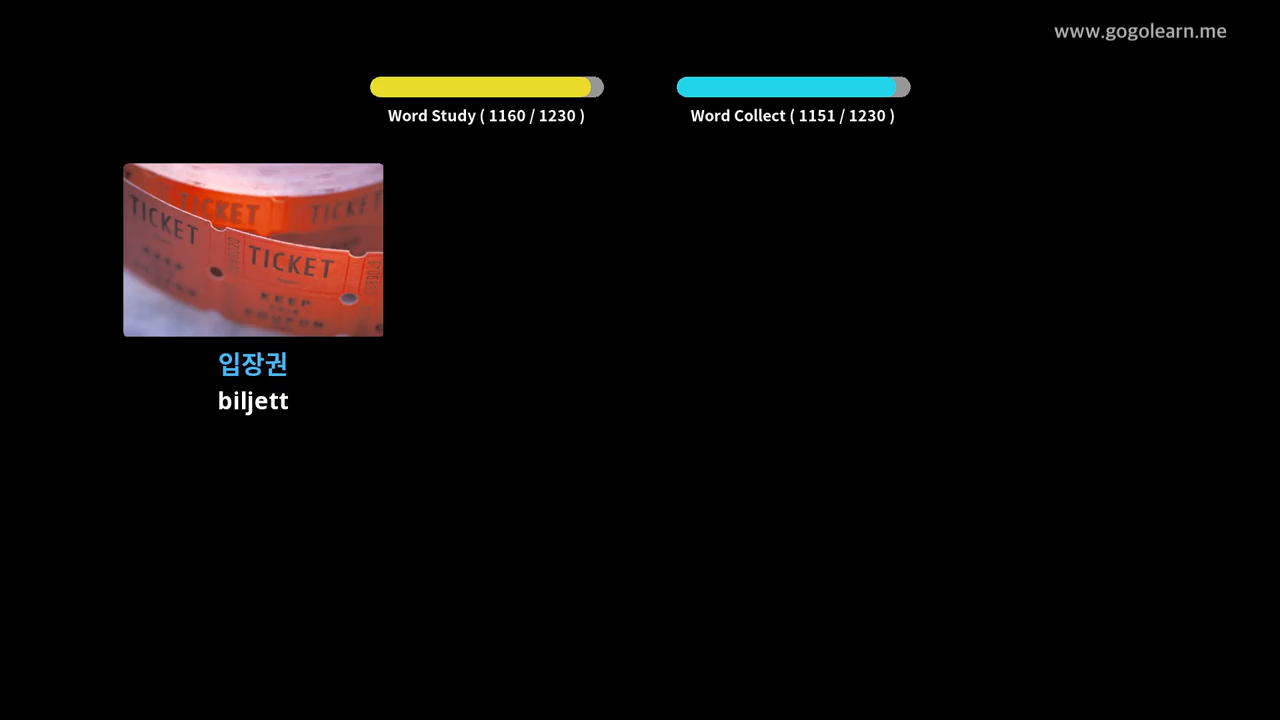 www.gogolearn.me
Word Study ( 1160 / 1230 )
Word Collect ( 1151 / 1230 )
TICKET
TICKET
TICKET
TICKET
KEEP
COUPON
입장권
biljett